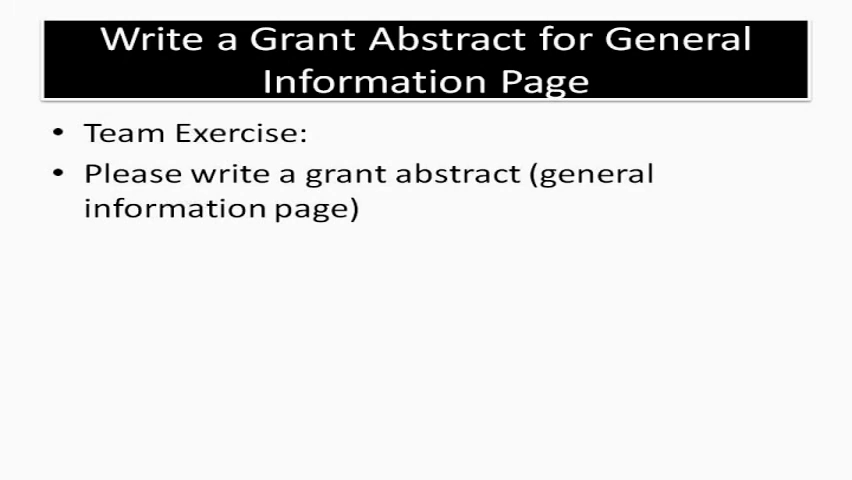 Write a Grant Abstract for General
Information Page
• Team Exercise:
• Please write a grant abstract (general
information page)